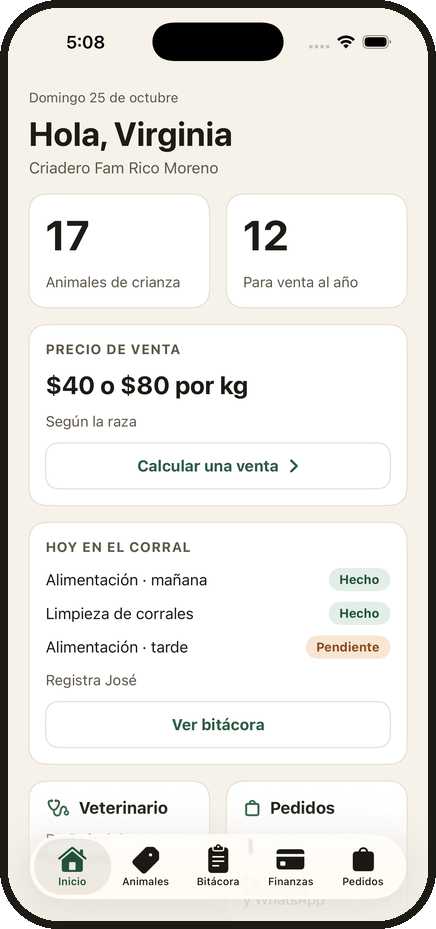 5:08
Domingo 25 de octubre
Hola, Virginia
Criadero Fam Rico Moreno
17
Animales de crianza
12
Para venta al año
PRECIO DE VENTA
$40 o $80 por kg
Según la raza
Calcular una venta
HOY EN EL CORRAL
Alimentación · mañana
Hecho
Limpieza de corrales
Hecho
Alimentación · tarde
Pendiente
Registra José
Ver bitácora
Veterinario
Pedidos
y WhatsApp
Inicio
Animales
Bitácora
Finanzas
Pedidos